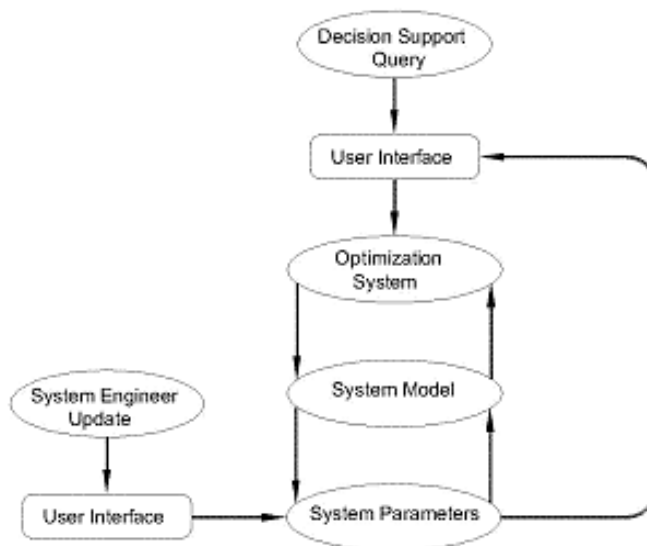 Decision Support
Query
User Interface
Optimization
System
System Model
System Engineer
Update
User Interface
System Parameters